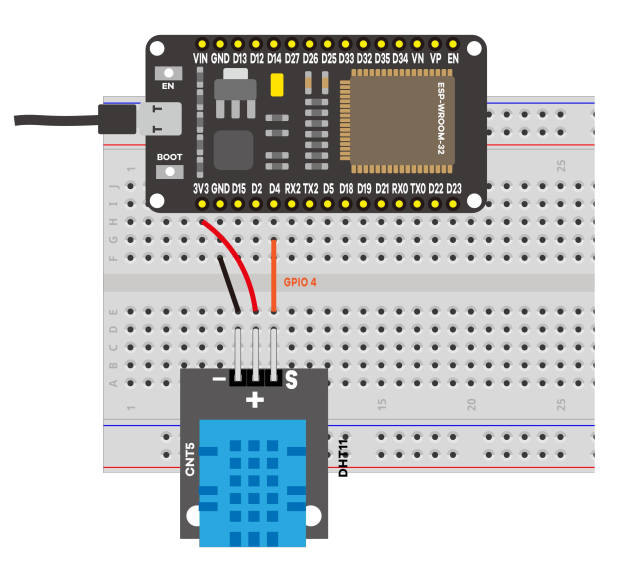 VIN GND D13 D12 D14 D27 D26 D25 D33 D32 D35 D34 VN VP EN
EN
BOOT
ESP-WROOM-32
3V3 GND D15 D2 D4 RX2 TX2 D5 D18 D19 D21 RX0 TX0 D22 D23
1
25
J
I
H
G
F
GPIO 4
E
D
C
B
A
1
15
20
25
– S
+
CNT5
DHT11